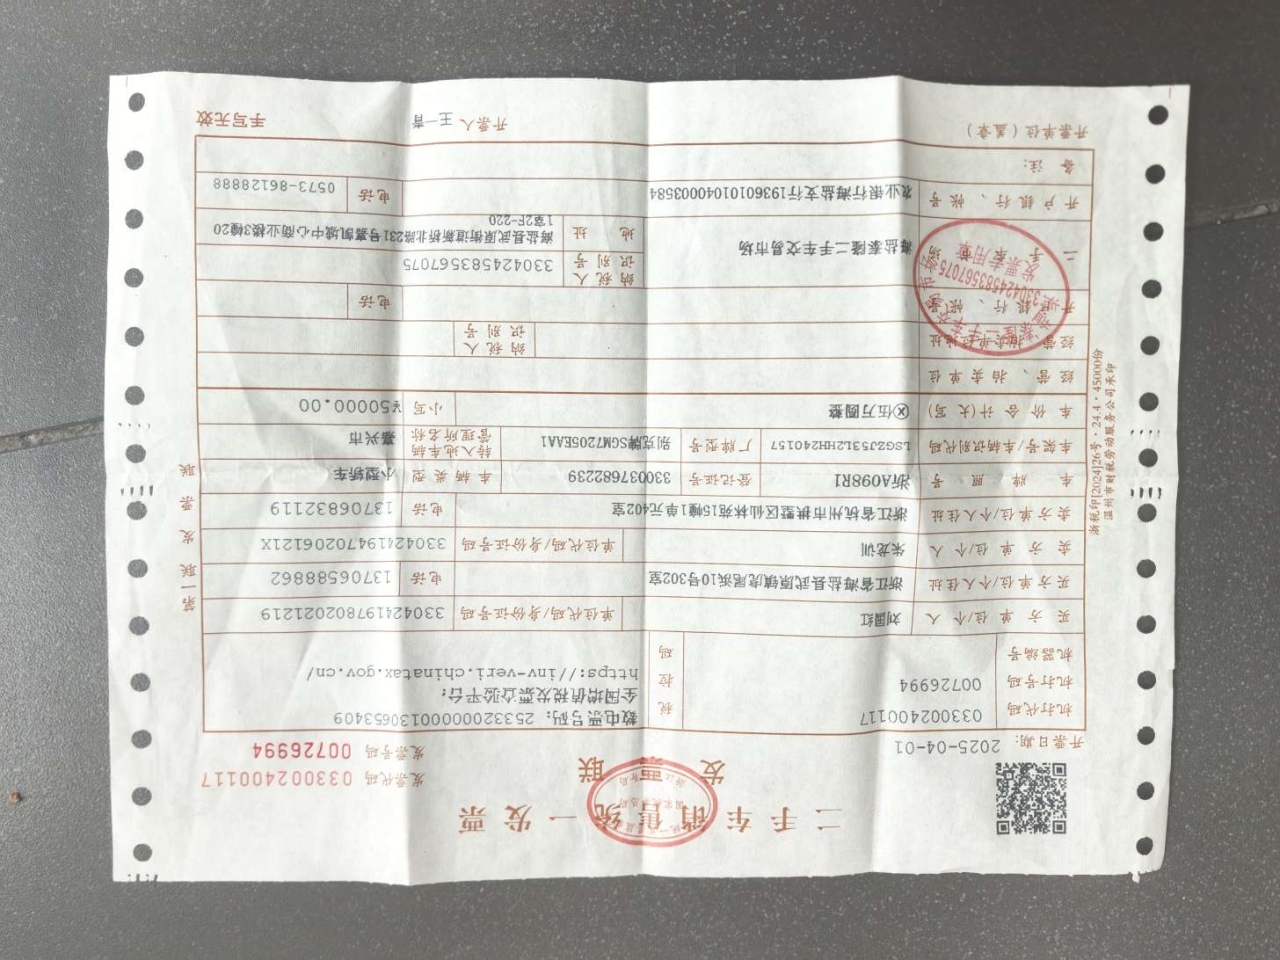 二手车销售统一发票
发票联
发票代码 033002400117
发票号码 00726994
开票日期: 2025-04-01
机打代码 033002400117
机打号码 00726994
机器编号
税控码
数电票号码: 25332000000130653409
全国增值税发票查验平台:
https://inv-veri.chinatax.gov.cn/
买方单位/个人 刘国红 单位代码/身份证号码 330424197802021219
买方单位/个人住址 浙江省海盐县武原镇虎尾浜10号302室 电话 13706588862
卖方单位/个人 朱龙训 单位代码/身份证号码 33042419470206121X
卖方单位/个人住址 浙江省杭州市拱墅区仙林苑15幢1单元402室 电话 13706832119
车牌照号 浙A098R1 登记证号 330037682239 车辆类型 小型轿车
车架号/车辆识别代码 LSGZJ53L2HH240157 厂牌型号 别克牌SGM7205EAA1 转入地车辆管理所名称 嘉兴市
车价合计(大写) ⊗伍万圆整 小写 ¥50000.00
经营、拍卖单位
经营、拍卖单位地址 纳税人识别号
开户银行、帐号 电话
二手车市场 海盐泰隆二手车交易市场 纳税人识别号 330424583567075
地址 海盐县武原街道新桥北路231号嘉凯城中心商业楼3幢201室2F-220
开户银行、帐号 农业银行海盐支行19360101040003584 电话 0573-86128888
备注:
开票单位(盖章) 开票人 王一青 手写无效
第一联 发票联
浙税印[2024]26号·24.4·45000份
温州市财税劳动服务公司承印
330424583567075
发票专用章